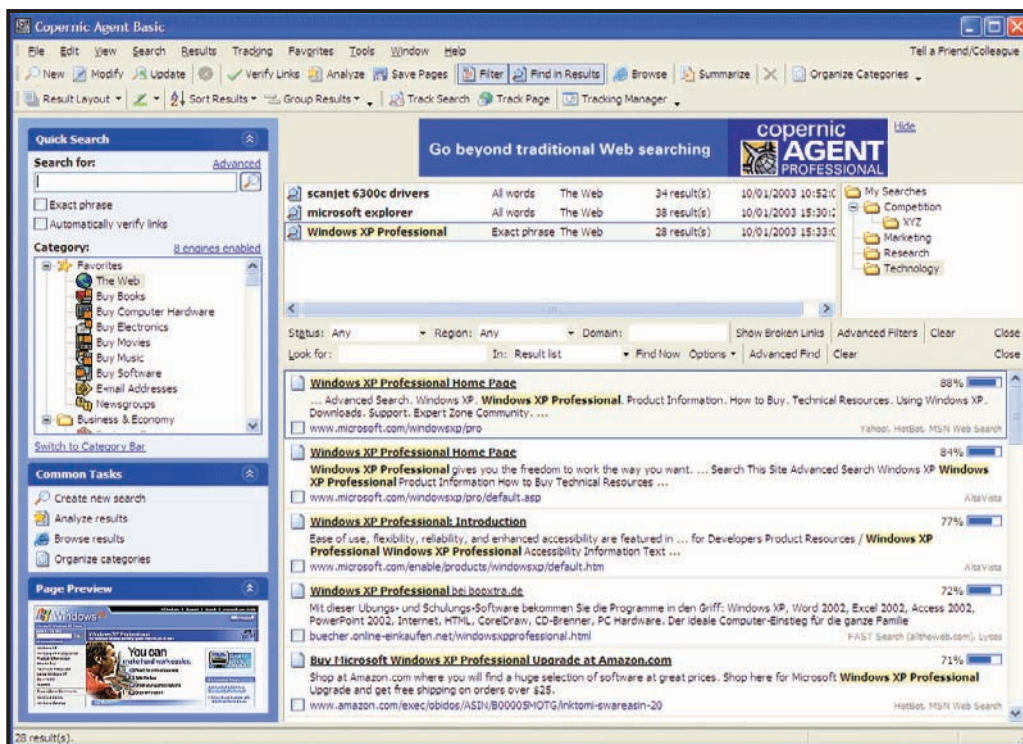 Copernic Agent Basic
File Edit View Search Results Tracking Favorites Tools Window Help Tell a Friend/Colleague
New Modify Update Verify Links Analyze Save Pages Filter Find in Results Browse Summarize Organize Categories
Result Layout Sort Results Group Results Track Search Track Page Tracking Manager
Quick Search
Search for: Advanced
Exact phrase
Automatically verify links
Category: 8 engines enabled
Favorites
The Web
Buy Books
Buy Computer Hardware
Buy Electronics
Buy Movies
Buy Music
Buy Software
E-mail Addresses
Newsgroups
Business & Economy
Switch to Category Bar
Common Tasks
Create new search
Analyze results
Browse results
Organize categories
Page Preview
Windows
You can
make hard work easier.
Go beyond traditional Web searching
copernic
AGENT
PROFESSIONAL
Hide
scanjet 6300c drivers All words The Web 34 result(s) 10/01/2003 10:52:0
microsoft explorer All words The Web 38 result(s) 10/01/2003 15:30:2
Windows XP Professional Exact phrase The Web 28 result(s) 10/01/2003 15:33:0
My Searches
Competition
XYZ
Marketing
Research
Technology
Status: Any Region: Any Domain: Show Broken Links Advanced Filters Clear Close
Look for: In: Result list Find Now Options Advanced Find Clear Close
Windows XP Professional Home Page 88%
... Advanced Search. Windows XP. Windows XP Professional. Product Information. How to Buy. Technical Resources. Using Windows XP.
Downloads. Support. Expert Zone Community. ...
www.microsoft.com/windowsxp/pro Yahoo!, HotBot, MSN Web Search
Windows XP Professional Home Page 84%
Windows XP Professional gives you the freedom to work the way you want. ... Search This Site Advanced Search Windows XP Windows
XP Professional Product Information How to Buy Technical Resources ...
www.microsoft.com/windowsxp/pro/default.asp AltaVista
Windows XP Professional: Introduction 77%
Ease of use, flexibility, reliability, and enhanced accessibility are featured in ... for Developers Product Resources / Windows XP
Professional Windows XP Professional Accessibility Information Text ...
www.microsoft.com/enable/products/windowsxp/default.htm AltaVista
Windows XP Professional bei booxtra.de 72%
Mit dieser Übungs- und Schulungs-Software bekommen Sie die Programme in den Griff: Windows XP, Word 2002, Excel 2002, Access 2002,
PowerPoint 2002, Internet, HTML, CorelDraw, CD-Brenner, PC Hardware. Der ideale Computer-Einstieg für die ganze Familie
buecher.online-einkaufen.net/windowsxpprofessional.html FAST Search (alltheweb.com), Lycos
Buy Microsoft Windows XP Professional Upgrade at Amazon.com 71%
Shop at Amazon.com where you will find a huge selection of software at great prices. Shop here for Microsoft Windows XP Professional
Upgrade and get free shipping on orders over $25.
www.amazon.com/exec/obidos/ASIN/B00005MOTG/inktomi-swareasin-20 HotBot, MSN Web Search
28 result(s).